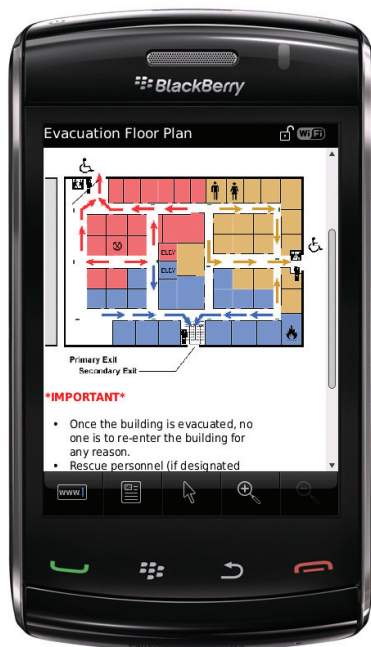 BlackBerry
Evacuation Floor Plan
WiFi
ELEV
ELEV
Primary Exit
Secondary Exit
*IMPORTANT*
• Once the building is evacuated, no
one is to re-enter the building for
any reason.
• Rescue personnel (if designated
www.